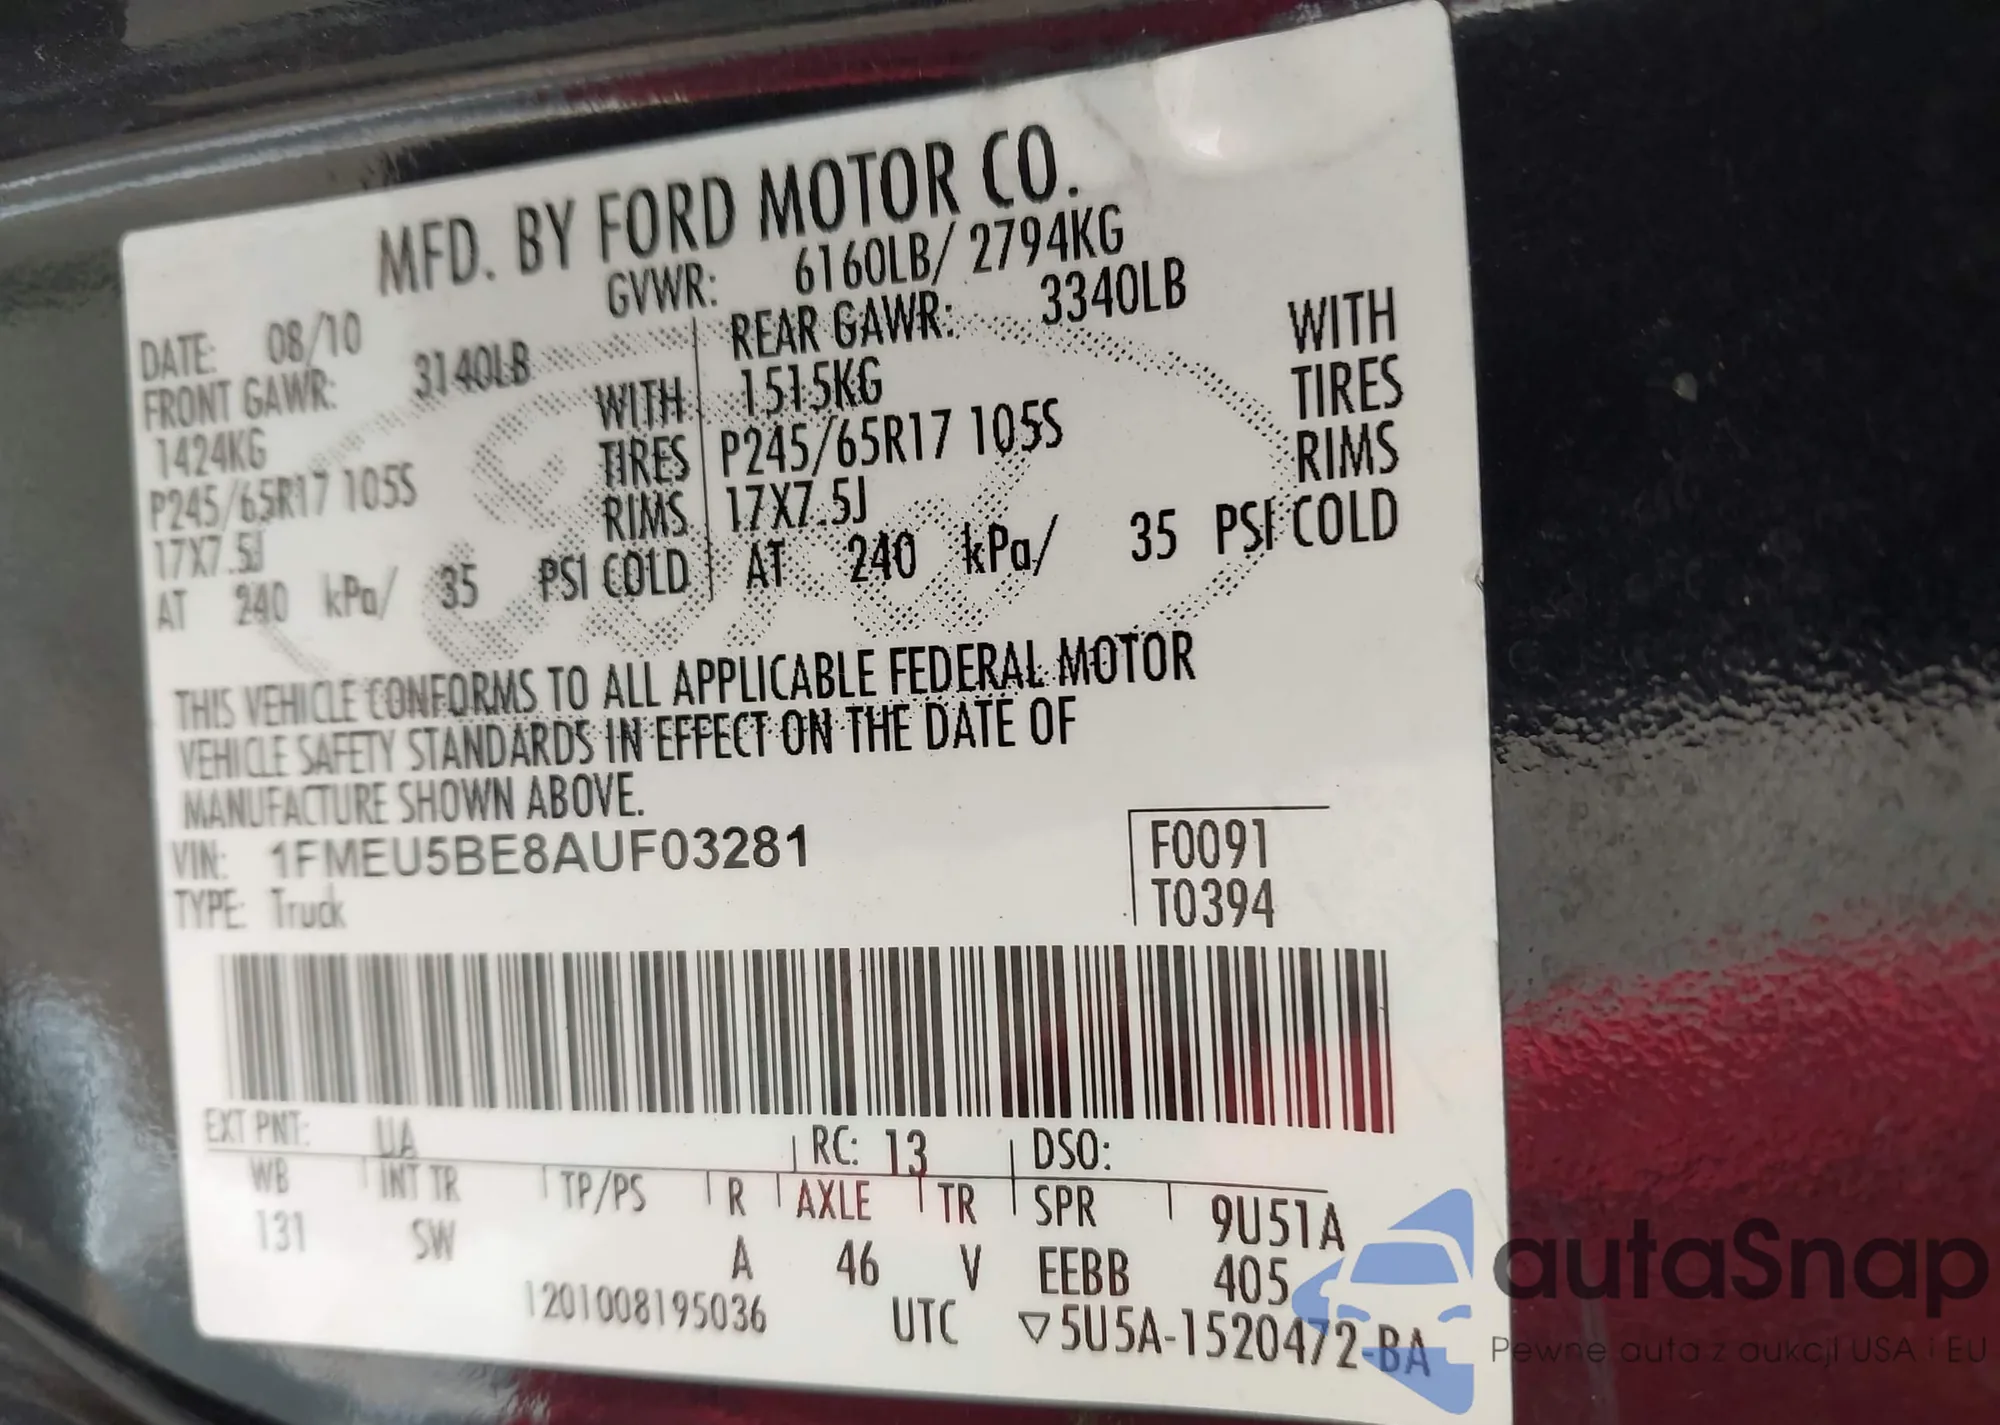 MFD. BY FORD MOTOR CO.
DATE: 08/10 GVWR: 6160LB/ 2794KG
FRONT GAWR: 3140LB REAR GAWR: 3340LB
1424KG WITH 1515KG WITH
P245/65R17 105S TIRES P245/65R17 105S TIRES
17X7.5J RIMS 17X7.5J RIMS
AT 240 kPa/ 35 PSI COLD AT 240 kPa/ 35 PSI COLD
THIS VEHICLE CONFORMS TO ALL APPLICABLE FEDERAL MOTOR
VEHICLE SAFETY STANDARDS IN EFFECT ON THE DATE OF
MANUFACTURE SHOWN ABOVE.
VIN: 1FMEU5BE8AUF03281 F0091
TYPE: Truck T0394
EXT PNT: UA RC: 13 DSO:
WB INT TR TP/PS R AXLE TR SPR 9U51A
131 SW A 46 V EEBB 405
1201008195036 UTC ▽5U5A-1520472-BA
autaSnap
Pewne auta z aukcji USA i EU